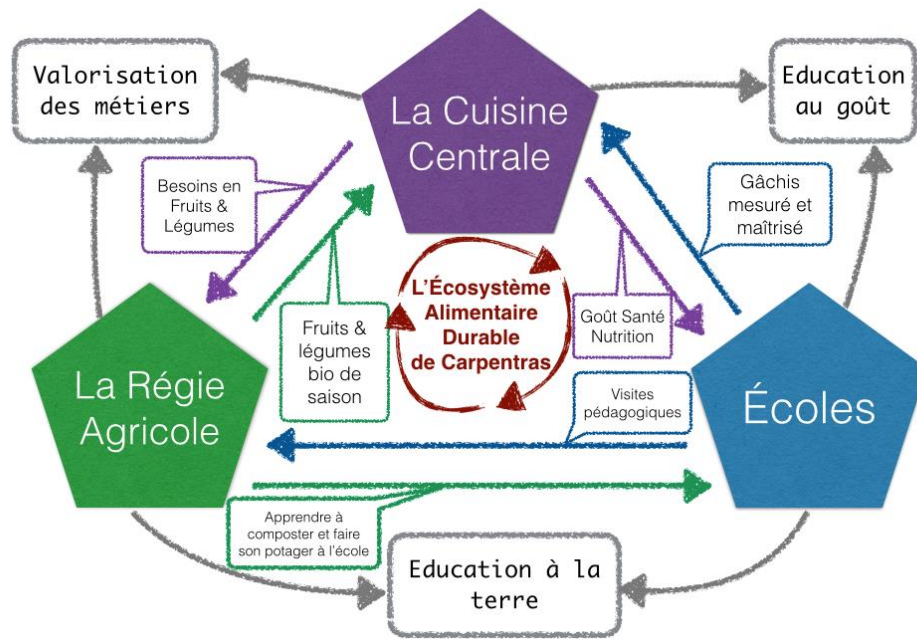 Valorisation
des métiers
La Cuisine
Centrale
Education
au goût
Besoins en
Fruits &
Légumes
Gâchis
mesuré et
maîtrisé
L'Écosystème
Alimentaire
Durable
de Carpentras
Fruits &
légumes
bio de
saison
Goût Santé
Nutrition
La Régie
Agricole
Visites
pédagogiques
Écoles
Apprendre à
composter et faire
son potager à l'école
Education à la
terre